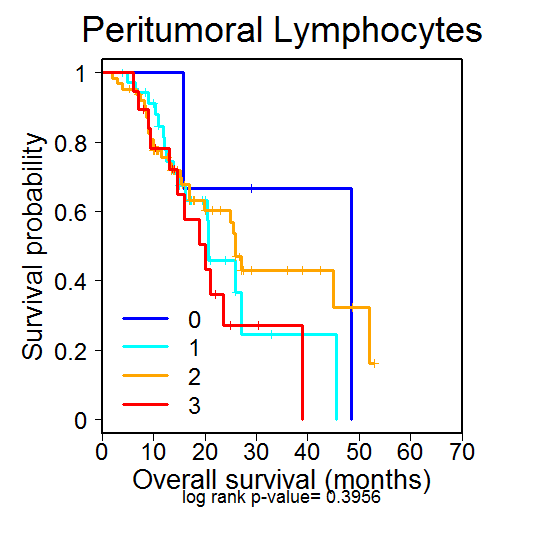 Peritumoral Lymphocytes
Survival probability
1
0.8
0.6
0.4
0.2
0
0
1
2
3
0 10 20 30 40 50 60 70
Overall survival (months)
log rank p-value= 0.3956